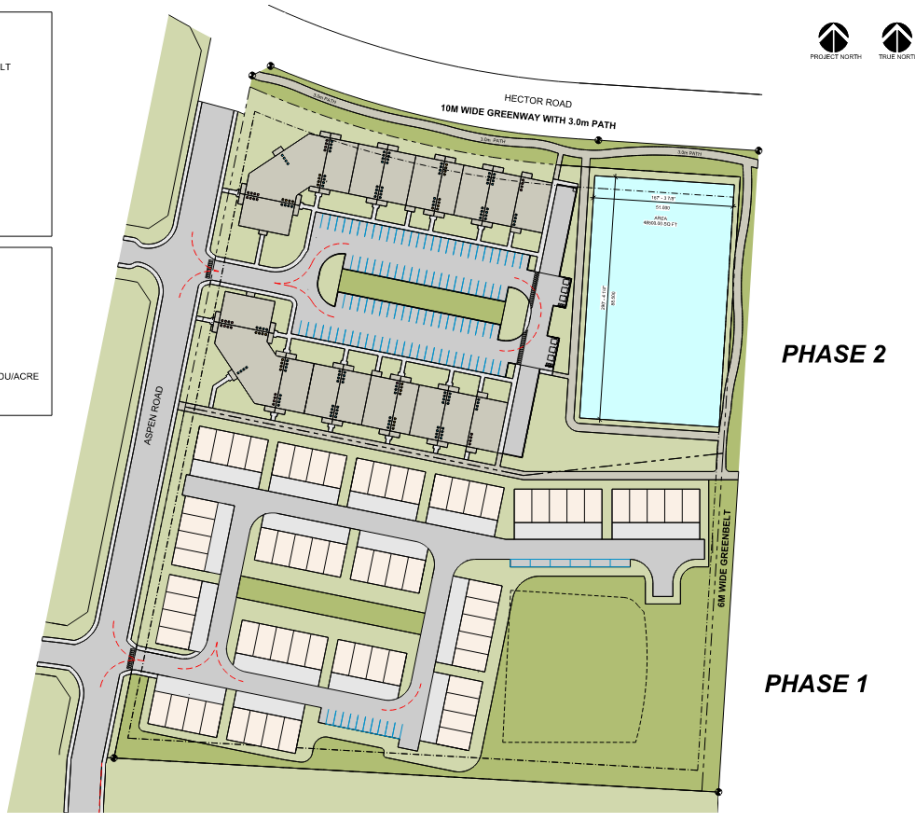 LT
PROJECT NORTH
TRUE NORTH
HECTOR ROAD
10M WIDE GREENWAY WITH 3.0m PATH
3.0m PATH
3.0m PATH
3.0m PATH
AREA
PHASE 2
DU/ACRE
ASPEN ROAD
6M WIDE GREENBELT
PHASE 1